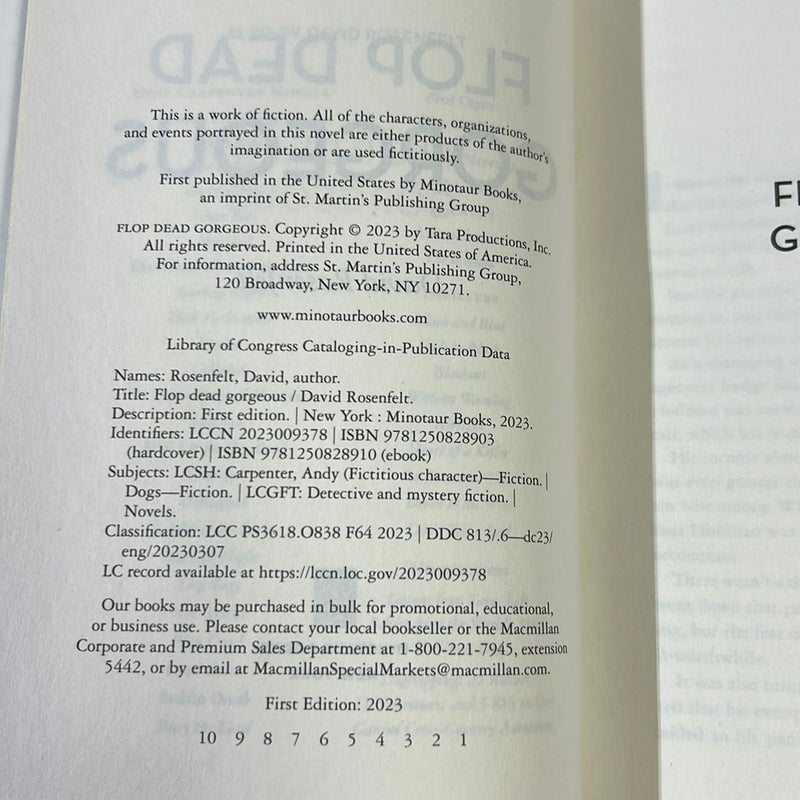 This is a work of fiction. All of the characters, organizations,
and events portrayed in this novel are either products of the author's
imagination or are used fictitiously.
First published in the United States by Minotaur Books,
an imprint of St. Martin's Publishing Group
FLOP DEAD GORGEOUS. Copyright © 2023 by Tara Productions, Inc.
All rights reserved. Printed in the United States of America.
For information, address St. Martin's Publishing Group,
120 Broadway, New York, NY 10271.
www.minotaurbooks.com
Library of Congress Cataloging-in-Publication Data
Names: Rosenfelt, David, author.
Title: Flop dead gorgeous / David Rosenfelt.
Description: First edition. | New York : Minotaur Books, 2023.
Identifiers: LCCN 2023009378 | ISBN 9781250828903
(hardcover) | ISBN 9781250828910 (ebook)
Subjects: LCSH: Carpenter, Andy (Fictitious character)—Fiction. |
Dogs—Fiction. | LCGFT: Detective and mystery fiction. |
Novels.
Classification: LCC PS3618.O838 F64 2023 | DDC 813/.6—dc23/
eng/20230307
LC record available at https://lccn.loc.gov/2023009378
Our books may be purchased in bulk for promotional, educational,
or business use. Please contact your local bookseller or the Macmillan
Corporate and Premium Sales Department at 1-800-221-7945, extension
5442, or by email at MacmillanSpecialMarkets@macmillan.com.
First Edition: 2023
10 9 8 7 6 5 4 3 2 1